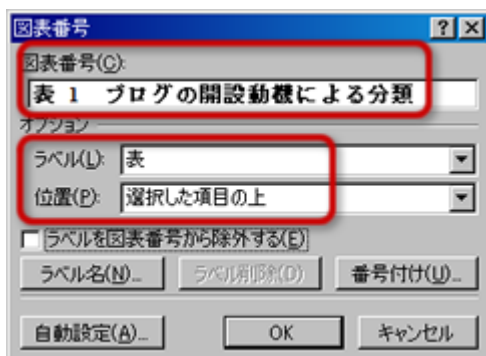 図表番号
図表番号(C):
表 1 ブログの開設動機による分類
オプション
ラベル(L): 表
位置(P): 選択した項目の上
ラベルを図表番号から除外する(E)
ラベル名(N)... ラベル削除(D) 番号付け(U)...
自動設定(A)... OK キャンセル